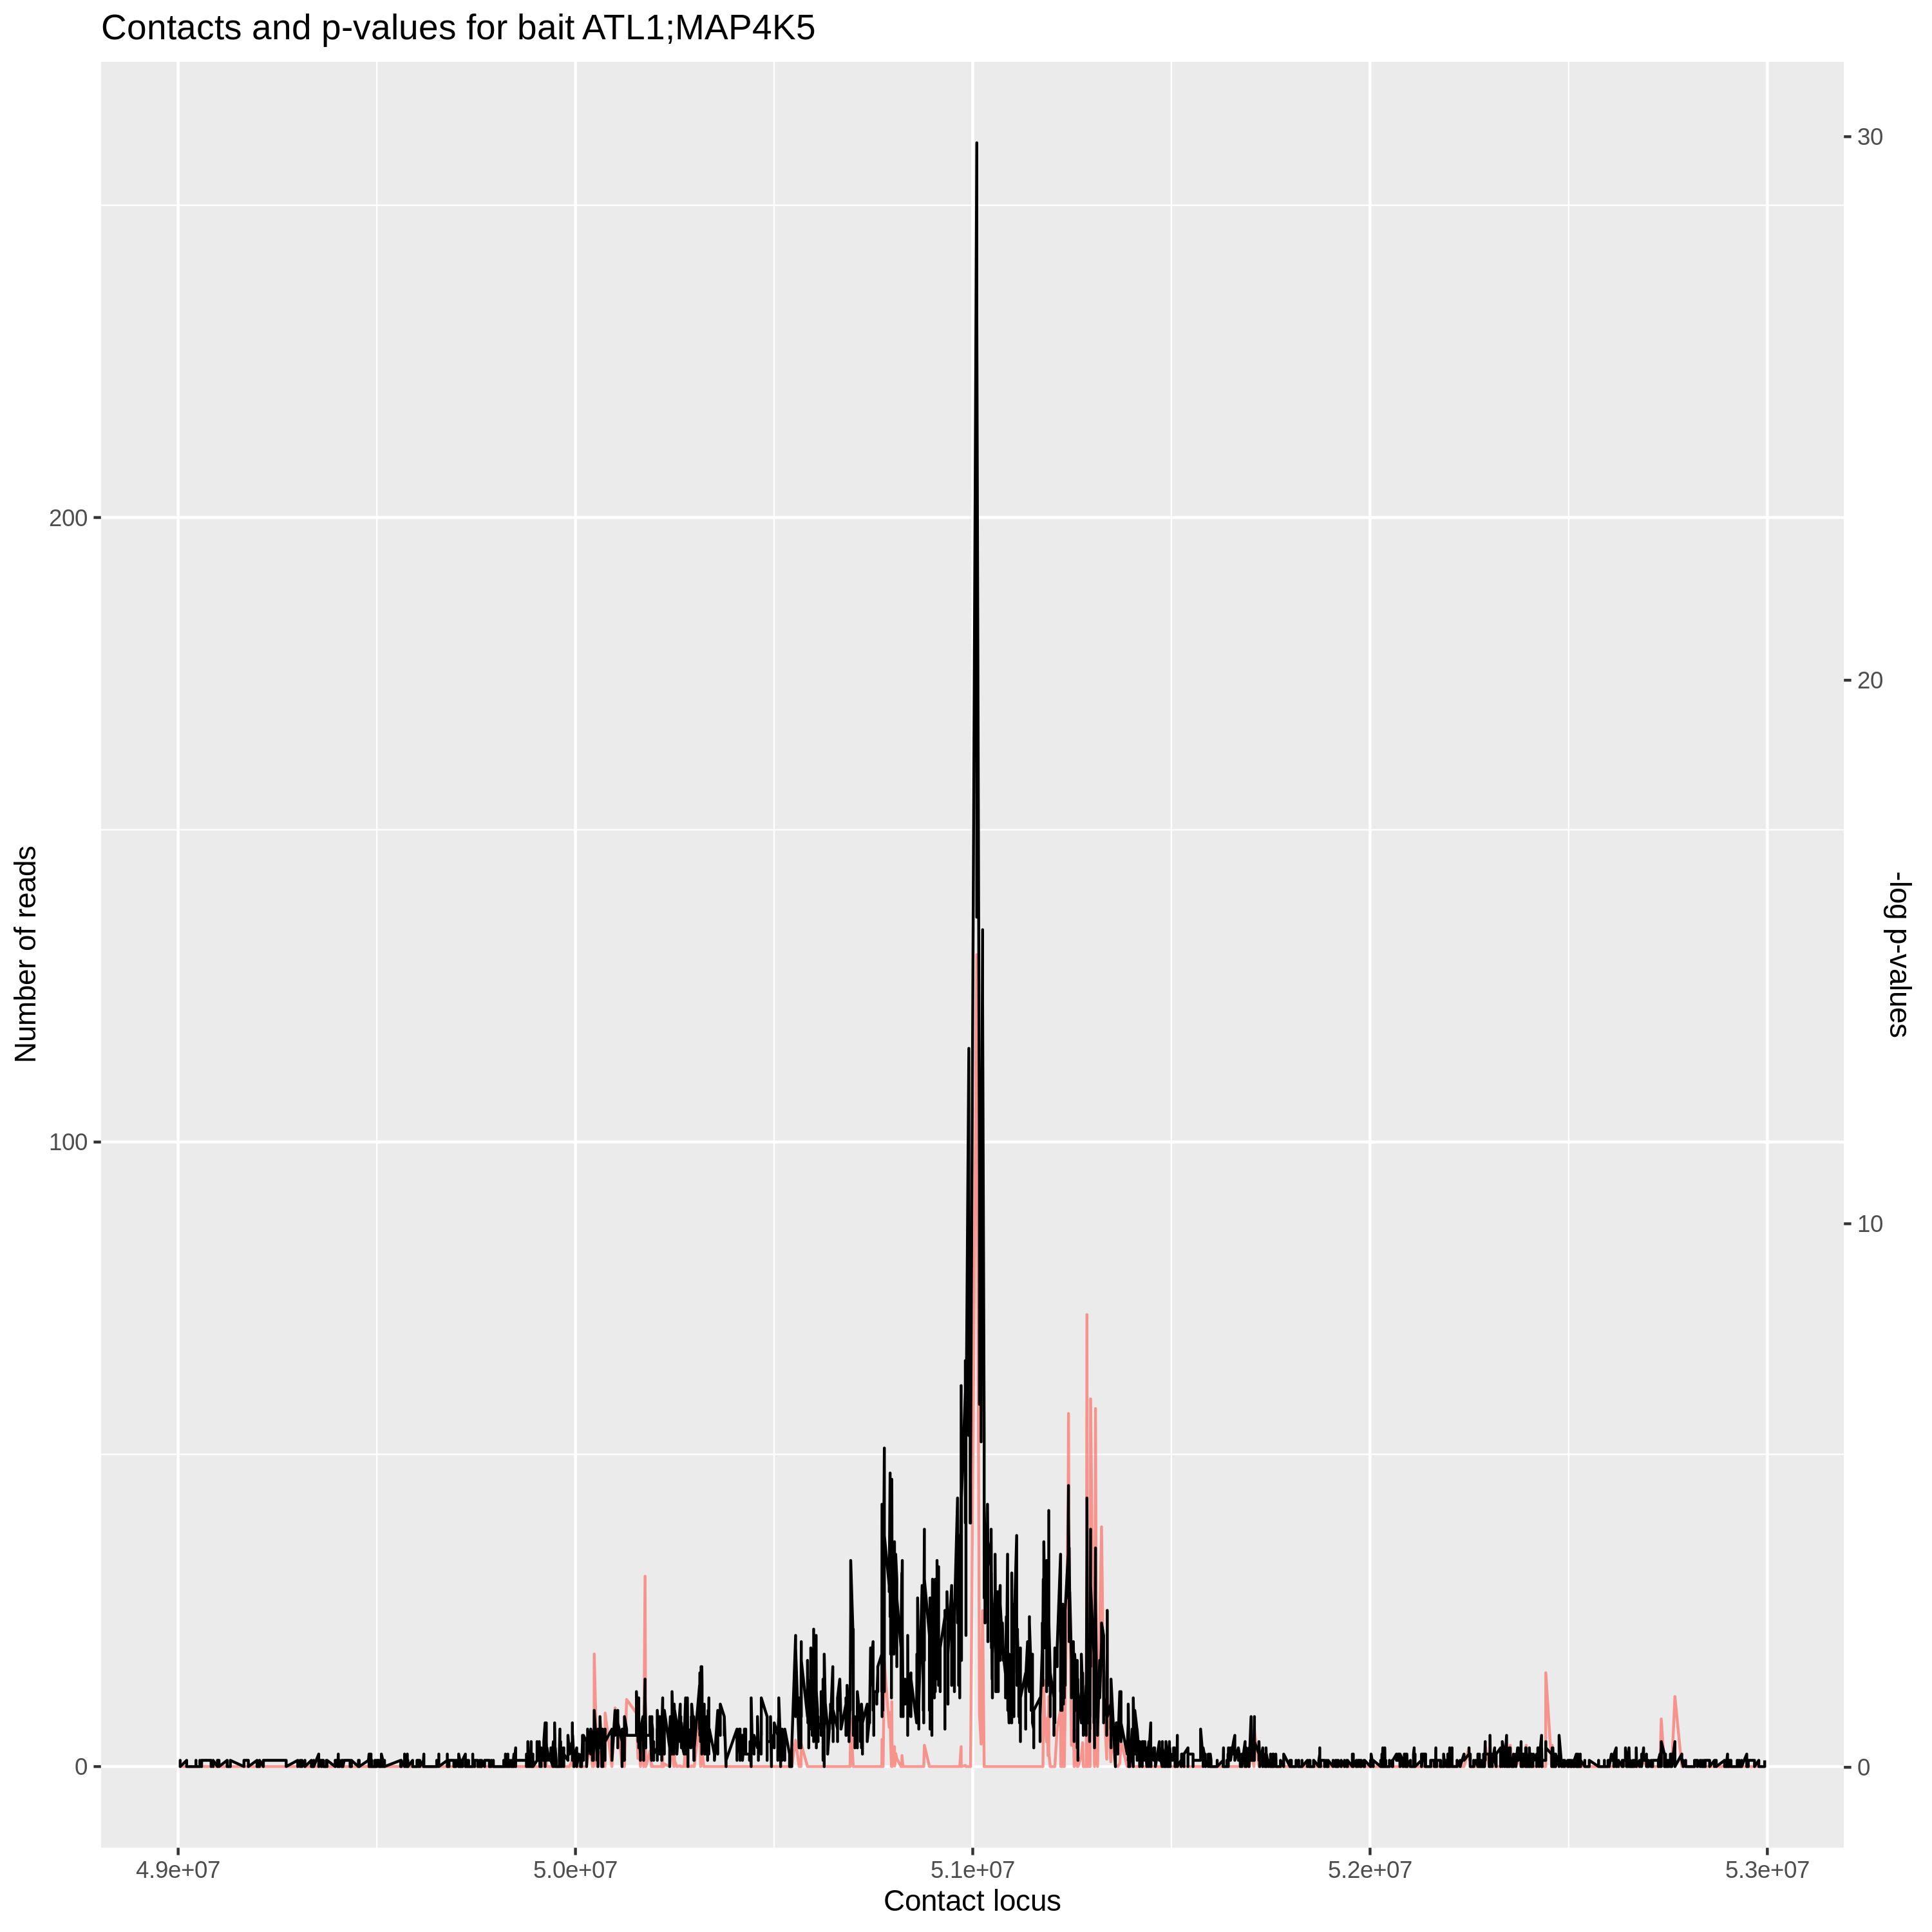 Contacts and p-values for bait ATL1;MAP4K5
30
200
20
Number of reads
-log p-values
100
10
0
0
4.9e+07
5.0e+07
5.1e+07
5.2e+07
5.3e+07
Contact locus